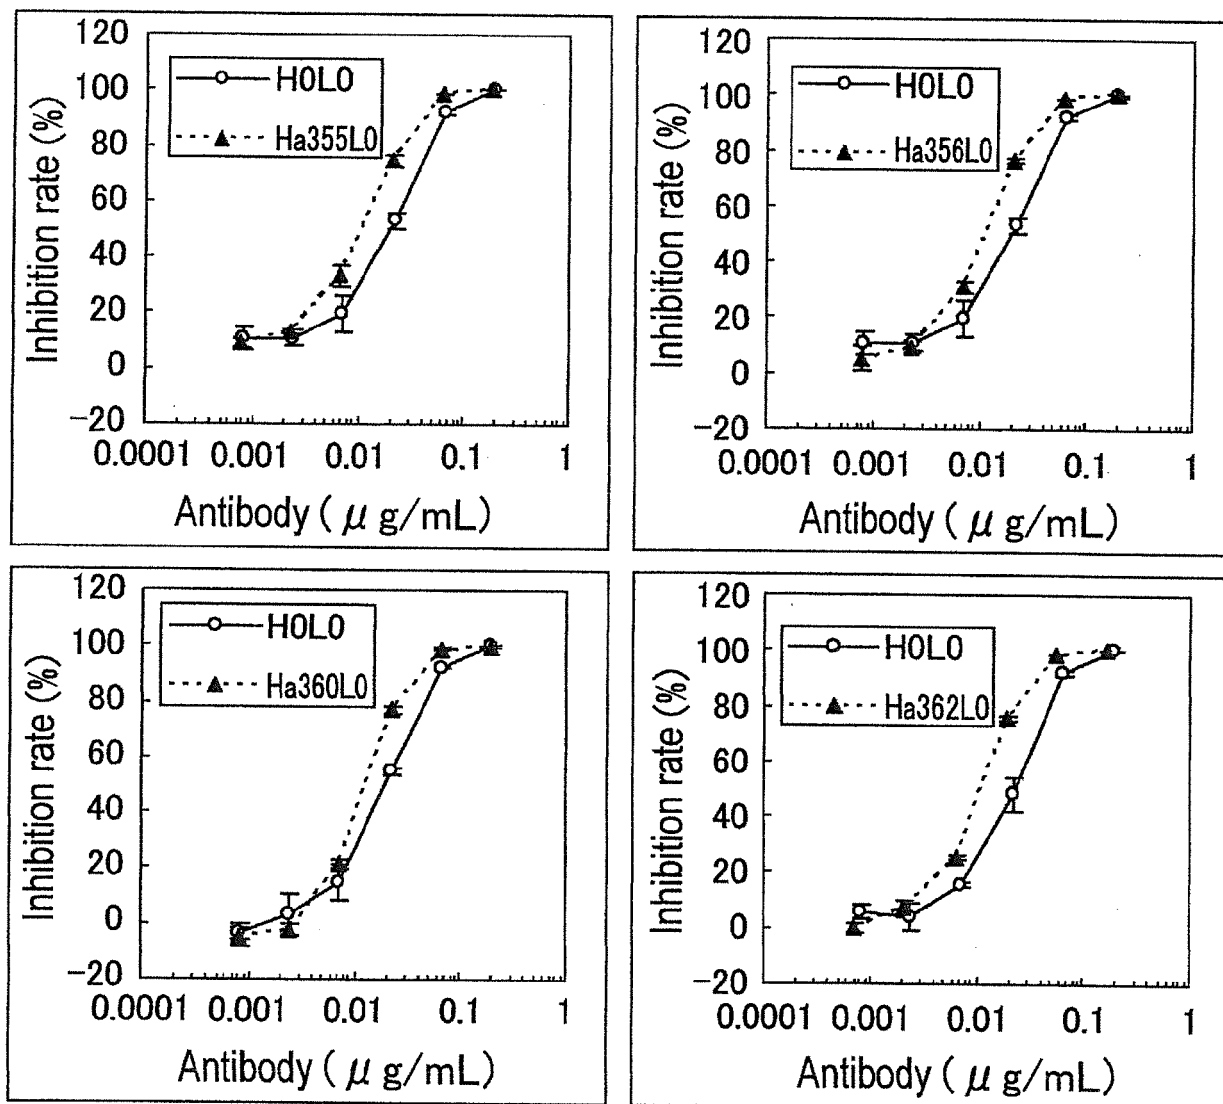 120
100
80
60
40
20
0
-20
Inhibition rate (%)
H0L0
Ha355L0
0.0001 0.001 0.01 0.1 1
Antibody ( μ g/mL)
120
100
80
60
40
20
0
-20
Inhibition rate (%)
H0L0
Ha356L0
0.0001 0.001 0.01 0.1 1
Antibody ( μ g/mL)
120
100
80
60
40
20
0
-20
Inhibition rate (%)
H0L0
Ha360L0
0.0001 0.001 0.01 0.1 1
Antibody ( μ g/mL)
120
100
80
60
40
20
0
-20
Inhibition rate (%)
H0L0
Ha362L0
0.0001 0.001 0.01 0.1 1
Antibody ( μ g/mL)